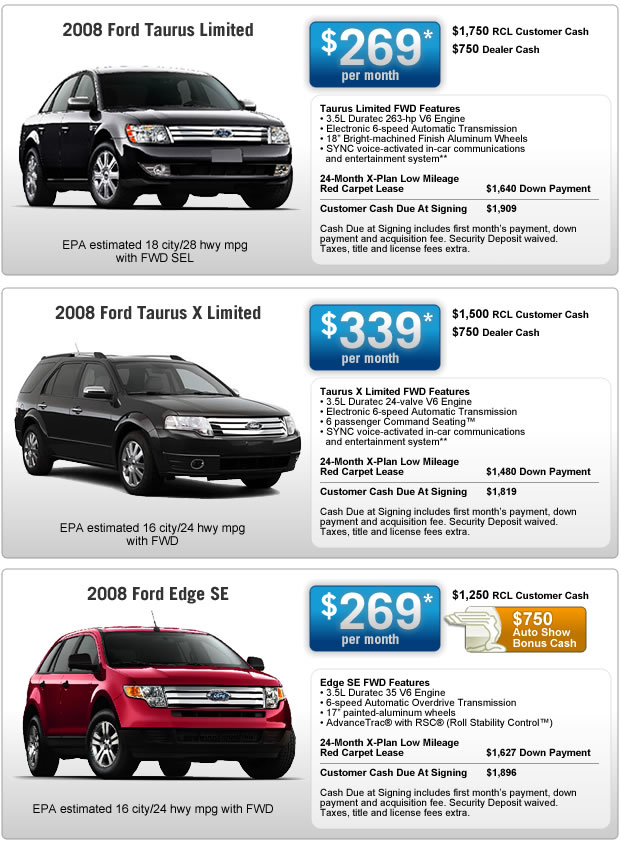 2008 Ford Taurus Limited
$269*
per month
$1,750 RCL Customer Cash
$750 Dealer Cash
Taurus Limited FWD Features
• 3.5L Duratec 263-hp V6 Engine
• Electronic 6-speed Automatic Transmission
• 18" Bright-machined Finish Aluminum Wheels
• SYNC voice-activated in-car communications
and entertainment system**
24-Month X-Plan Low Mileage
Red Carpet Lease $1,640 Down Payment
Customer Cash Due At Signing $1,909
Cash Due at Signing includes first month's payment, down
payment and acquisition fee. Security Deposit waived.
Taxes, title and license fees extra.
EPA estimated 18 city/28 hwy mpg
with FWD SEL
2008 Ford Taurus X Limited
$339*
per month
$1,500 RCL Customer Cash
$750 Dealer Cash
Taurus X Limited FWD Features
• 3.5L Duratec 24-valve V6 Engine
• Electronic 6-speed Automatic Transmission
• 6 passenger Command Seating™
• SYNC voice-activated in-car communications
and entertainment system**
24-Month X-Plan Low Mileage
Red Carpet Lease $1,480 Down Payment
Customer Cash Due At Signing $1,819
Cash Due at Signing includes first month's payment, down
payment and acquisition fee. Security Deposit waived.
Taxes, title and license fees extra.
EPA estimated 16 city/24 hwy mpg
with FWD
2008 Ford Edge SE
$269*
per month
$1,250 RCL Customer Cash
$750
Auto Show
Bonus Cash
Edge SE FWD Features
• 3.5L Duratec 35 V6 Engine
• 6-speed Automatic Overdrive Transmission
• 17" painted-aluminum wheels
• AdvanceTrac® with RSC® (Roll Stability Control™)
24-Month X-Plan Low Mileage
Red Carpet Lease $1,627 Down Payment
Customer Cash Due At Signing $1,896
Cash Due at Signing includes first month's payment, down
payment and acquisition fee. Security Deposit waived.
Taxes, title and license fees extra.
EPA estimated 16 city/24 hwy mpg with FWD